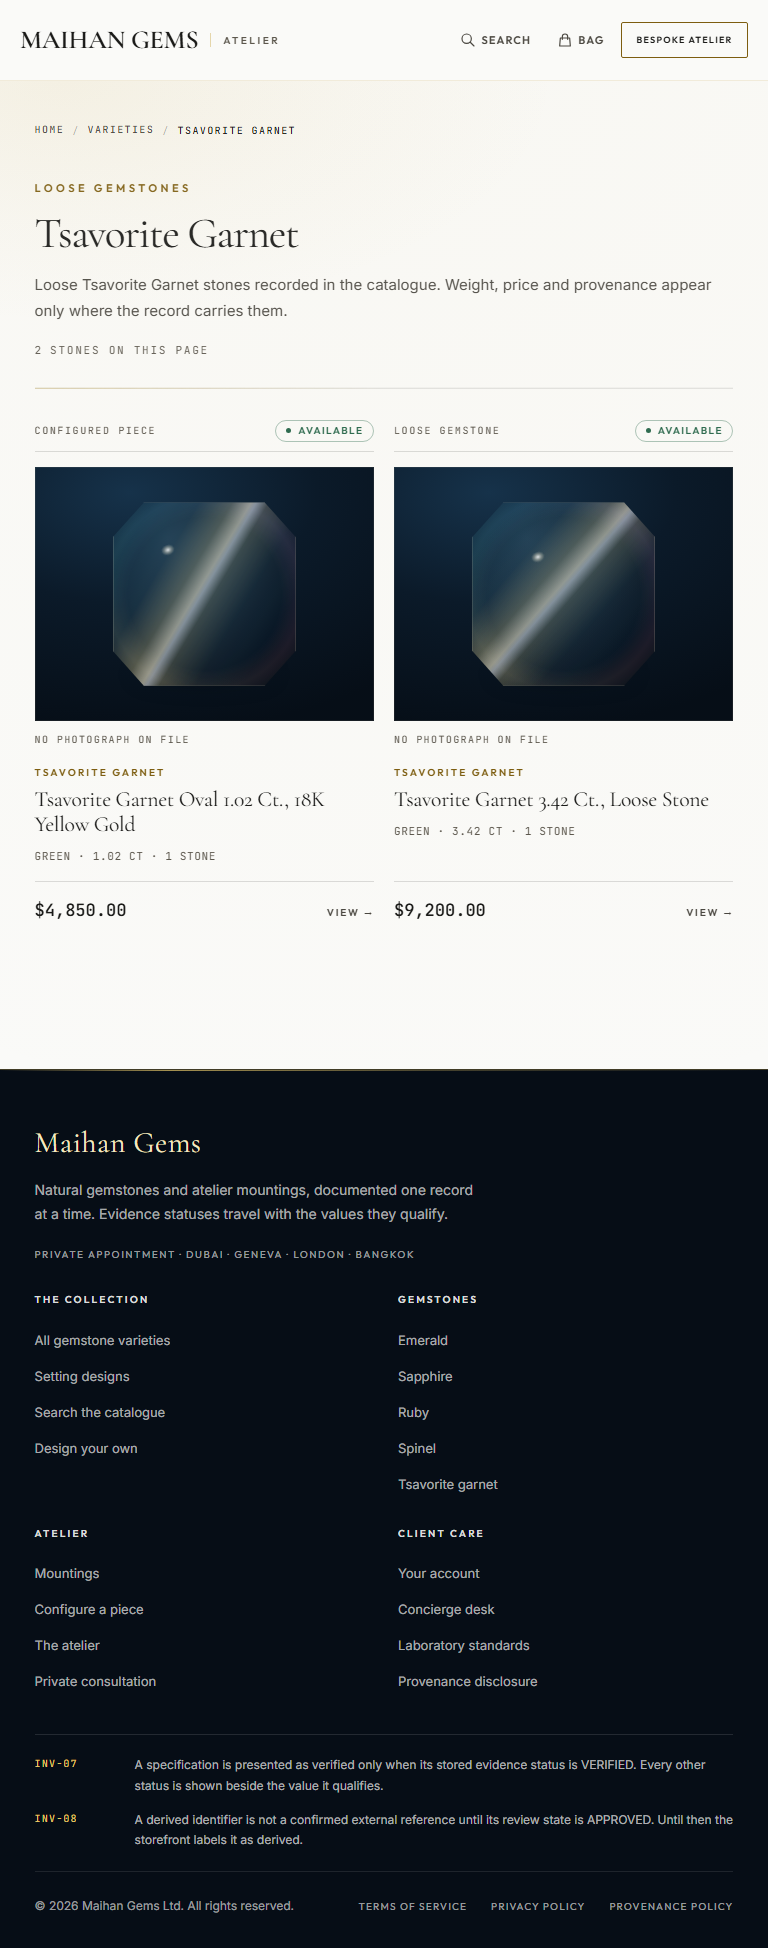 MAIHAN GEMS
ATELIER
SEARCH
BAG
BESPOKE ATELIER
HOME / VARIETIES / TSAVORITE GARNET
LOOSE GEMSTONES
Tsavorite Garnet
Loose Tsavorite Garnet stones recorded in the catalogue. Weight, price and provenance appear
only where the record carries them.
2 STONES ON THIS PAGE
CONFIGURED PIECE
AVAILABLE
NO PHOTOGRAPH ON FILE
TSAVORITE GARNET
Tsavorite Garnet Oval 1.02 Ct., 18K
Yellow Gold
GREEN · 1.02 CT · 1 STONE
$4,850.00
VIEW →
LOOSE GEMSTONE
AVAILABLE
NO PHOTOGRAPH ON FILE
TSAVORITE GARNET
Tsavorite Garnet 3.42 Ct., Loose Stone
GREEN · 3.42 CT · 1 STONE
$9,200.00
VIEW →
Maihan Gems
Natural gemstones and atelier mountings, documented one record
at a time. Evidence statuses travel with the values they qualify.
PRIVATE APPOINTMENT · DUBAI · GENEVA · LONDON · BANGKOK
THE COLLECTION
All gemstone varieties
Setting designs
Search the catalogue
Design your own
GEMSTONES
Emerald
Sapphire
Ruby
Spinel
Tsavorite garnet
ATELIER
Mountings
Configure a piece
The atelier
Private consultation
CLIENT CARE
Your account
Concierge desk
Laboratory standards
Provenance disclosure
INV-07
A specification is presented as verified only when its stored evidence status is VERIFIED. Every other
status is shown beside the value it qualifies.
INV-08
A derived identifier is not a confirmed external reference until its review state is APPROVED. Until then the
storefront labels it as derived.
© 2026 Maihan Gems Ltd. All rights reserved.
TERMS OF SERVICE
PRIVACY POLICY
PROVENANCE POLICY